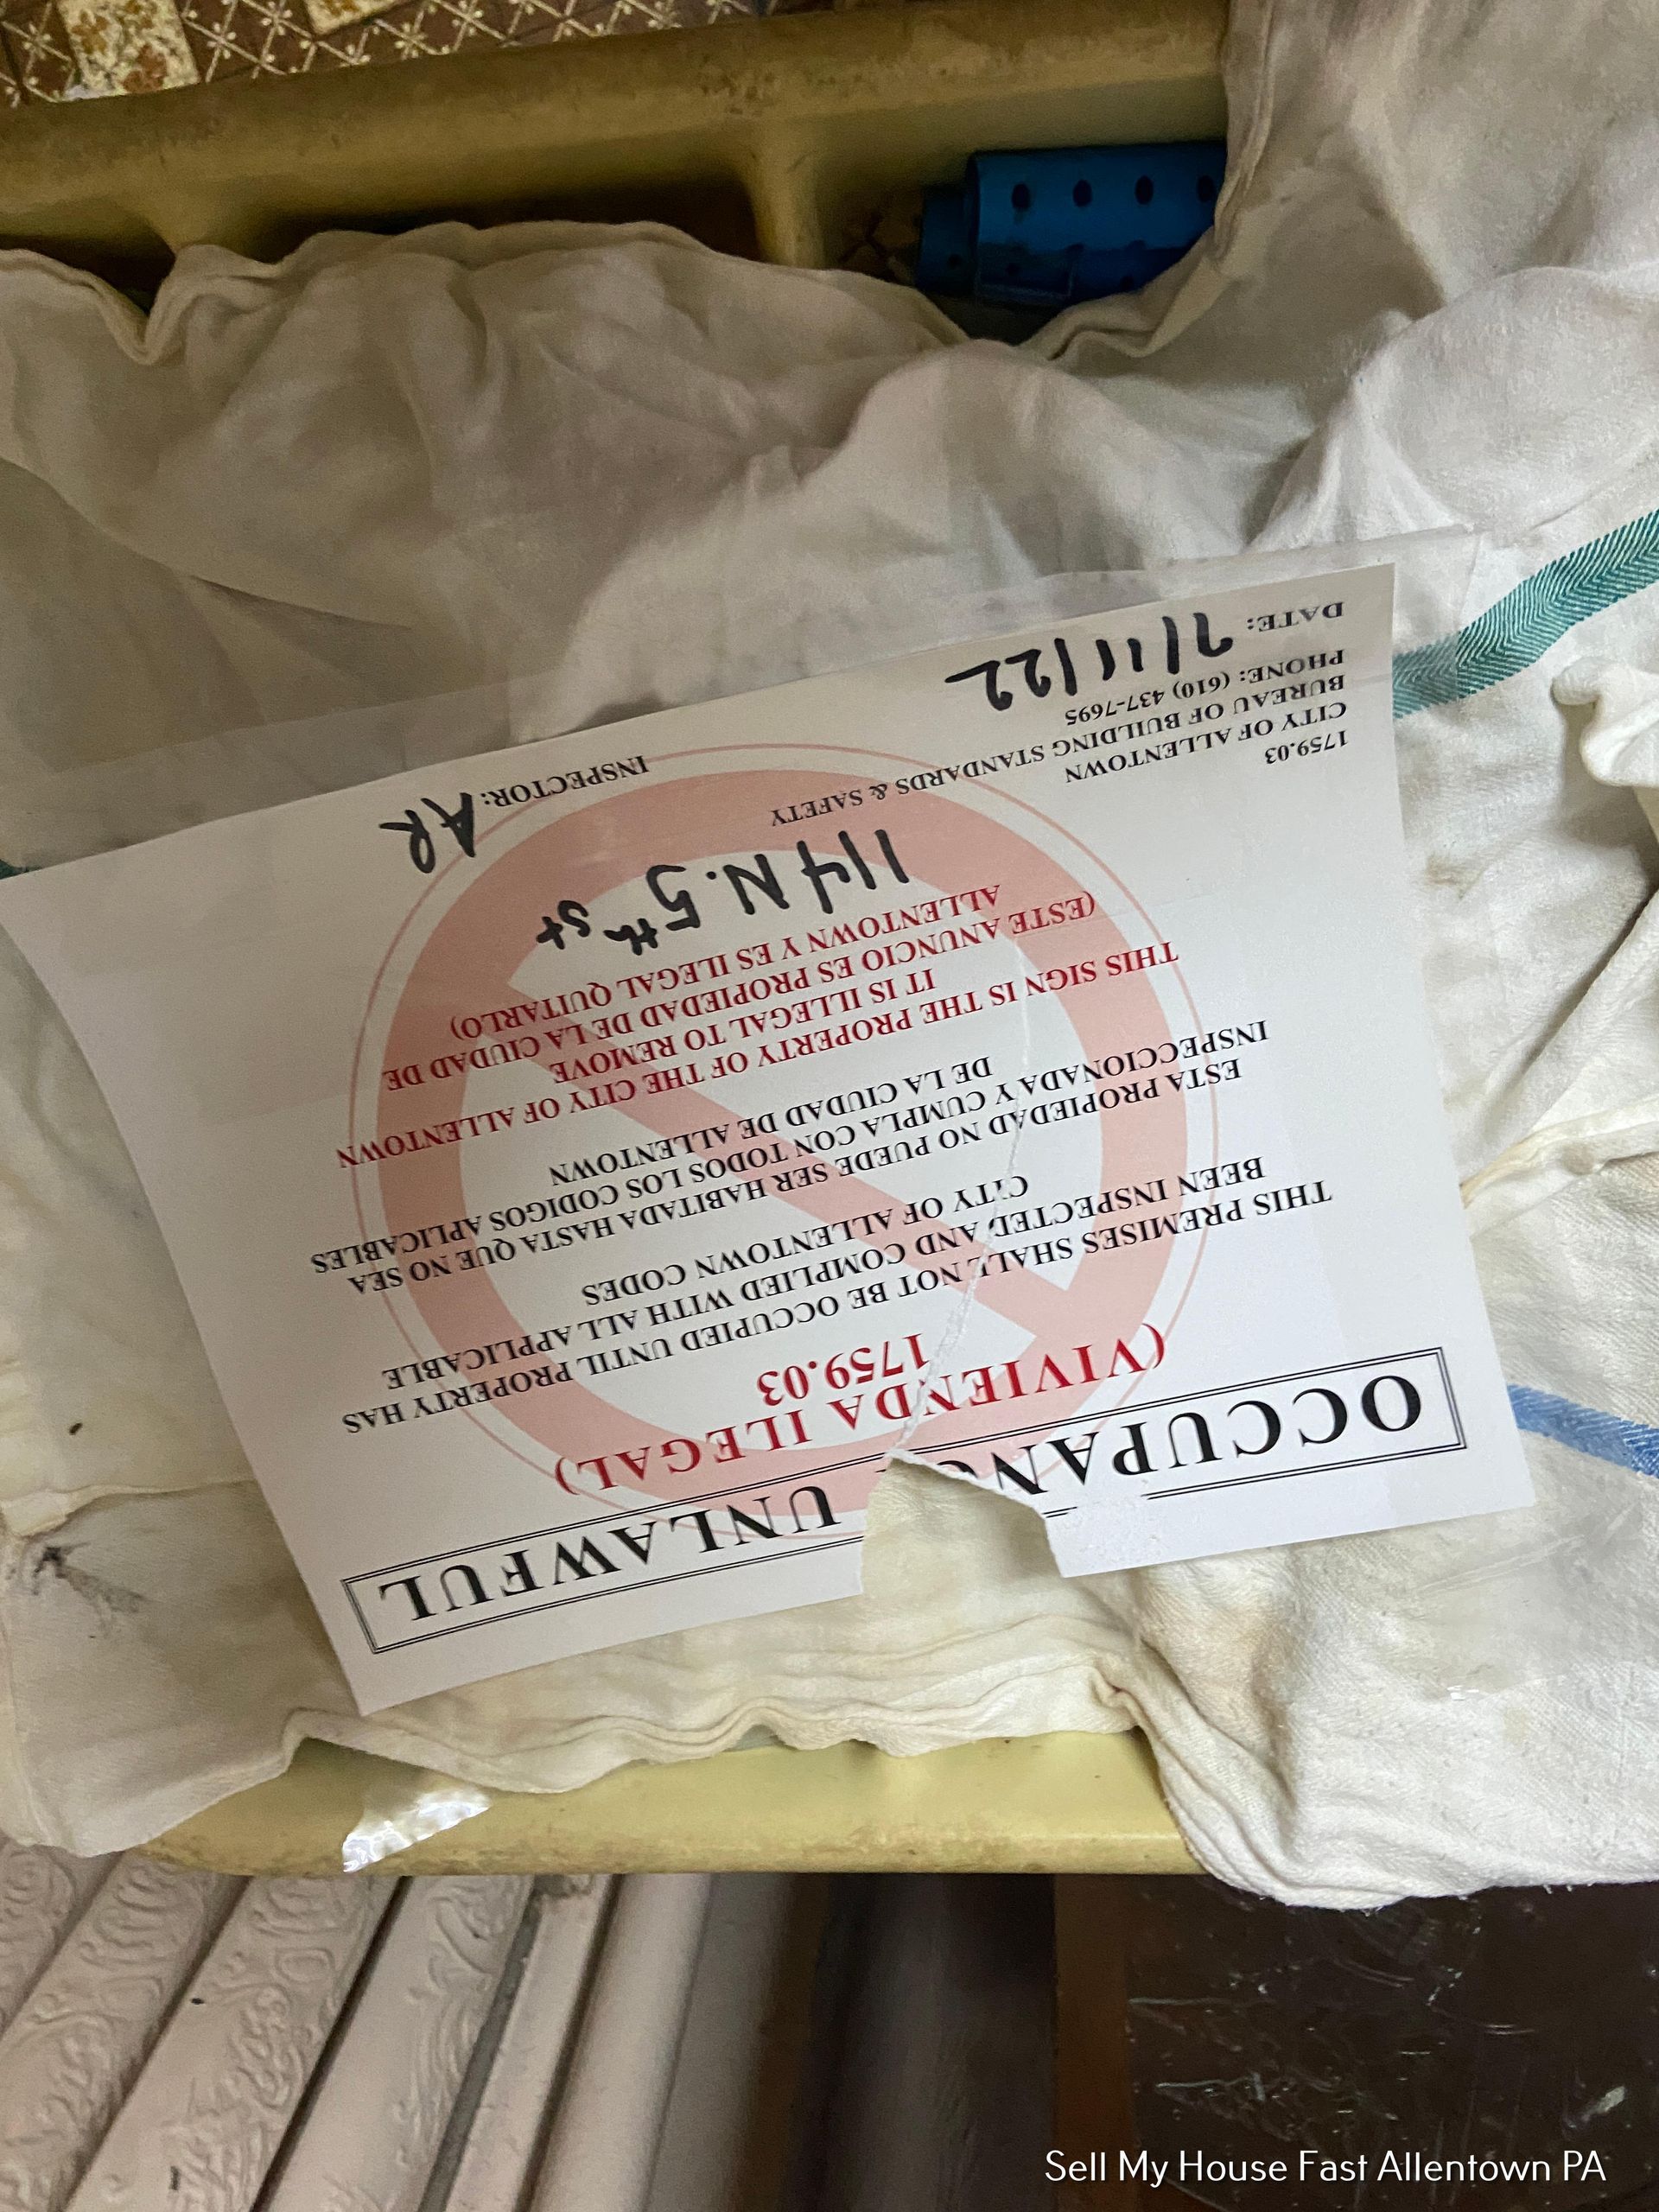 OCCUPANC UNLAWFUL
(VIVIENDA ILEGAL)
1759.03
THIS PREMISES SHALL NOT BE OCCUPIED UNTIL PROPERTY HAS
BEEN INSPECTED AND COMPLIED WITH ALL APPLICABLE
CITY OF ALLENTOWN CODES
ESTA PROPIEDAD NO PUEDE SER HABITADA HASTA QUE NO SEA
INSPECCIONADA Y CUMPLA CON TODOS LOS CODIGOS APLICABLES
DE LA CIUDAD DE ALLENTOWN
THIS SIGN IS THE PROPERTY OF THE CITY OF ALLENTOWN
IT IS ILLEGAL TO REMOVE
(ESTE ANUNCIO ES PROPIEDAD DE LA CIUDAD DE
ALLENTOWN Y ES ILEGAL QUITARLO)
114 N. 5th St
1759.03
CITY OF ALLENTOWN
BUREAU OF BUILDING STANDARDS & SAFETY
PHONE: (610) 437-7695
DATE: 7/11/22
INSPECTOR: AR
Sell My House Fast Allentown PA